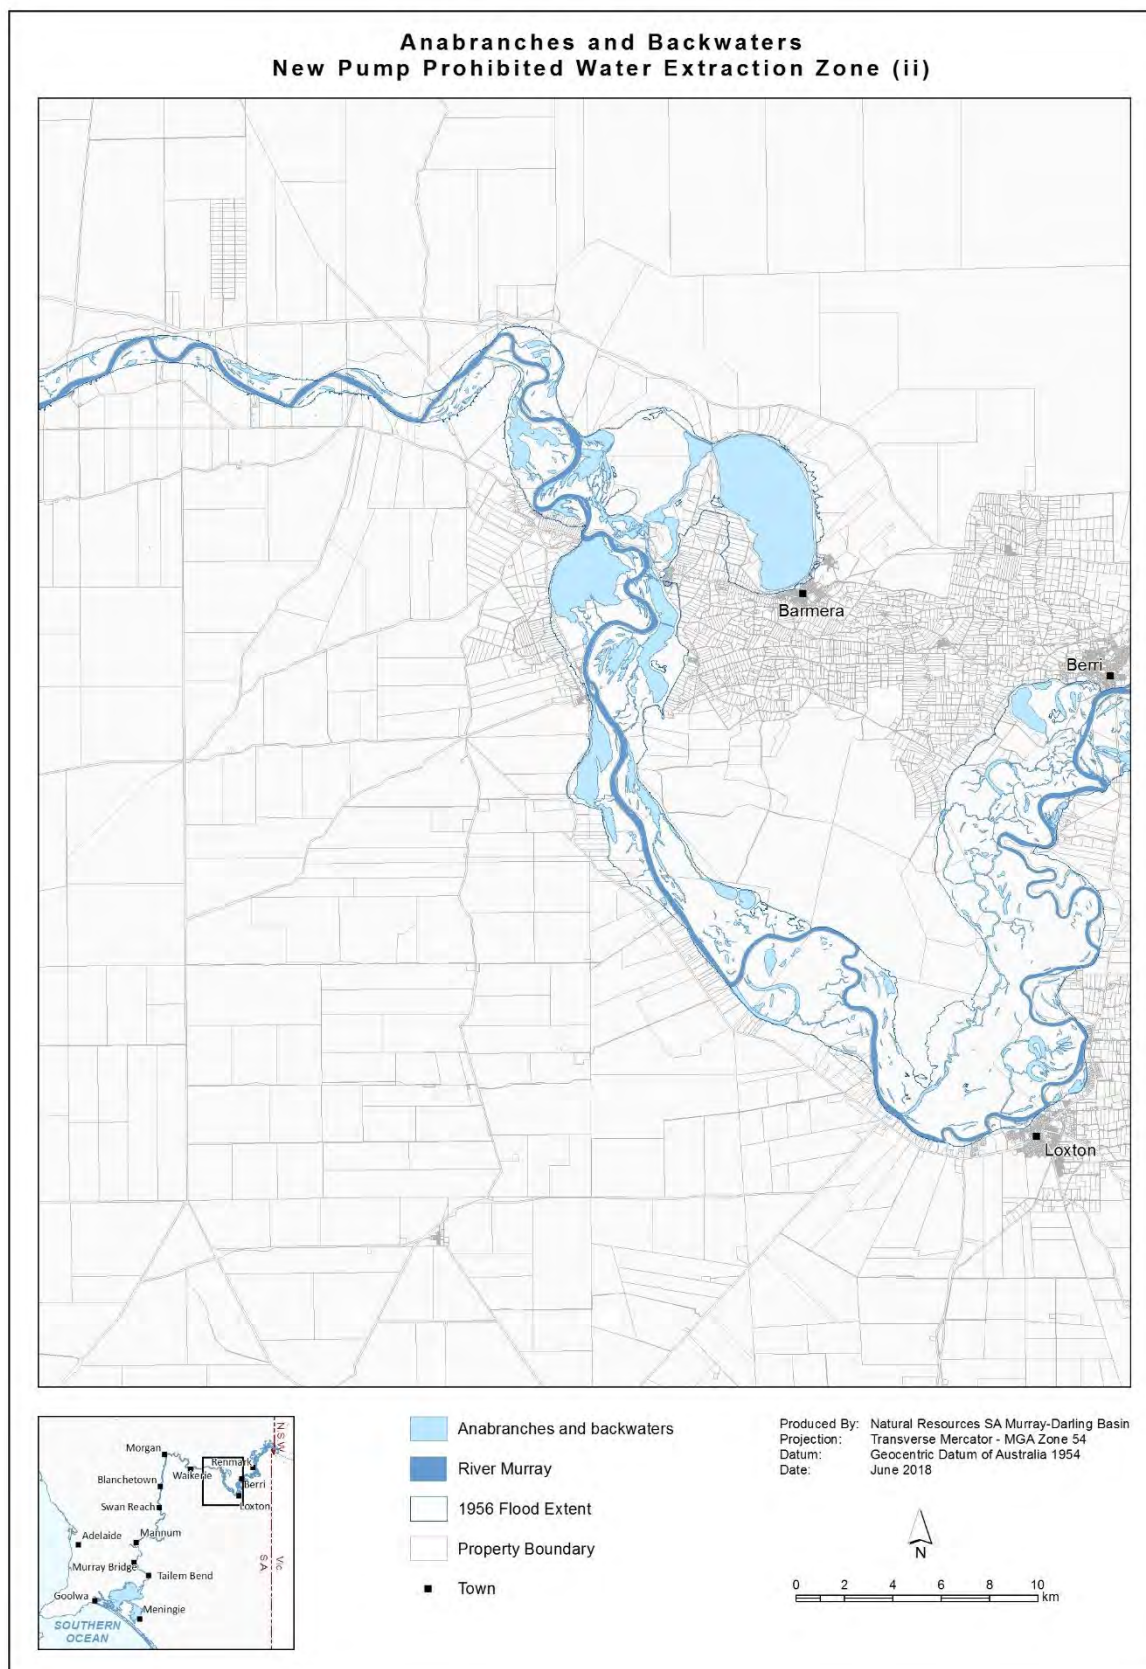 Anabranches and Backwaters
New Pump Prohibited Water Extraction Zone (ii)
Barmera
Berri
Loxton
NSW
Morgan
Renmark
Waikerie
Blanchetown
Berri
Loxton
Swan Reach
Adelaide
Mannum
Murray Bridge
SA
Vic
Tailem Bend
Goolwa
Meningie
SOUTHERN
OCEAN
Anabranches and backwaters
River Murray
1956 Flood Extent
Property Boundary
Town
Produced By: Natural Resources SA Murray-Darling Basin
Projection: Transverse Mercator - MGA Zone 54
Datum: Geocentric Datum of Australia 1954
Date: June 2018
N
0 2 4 6 8 10
km